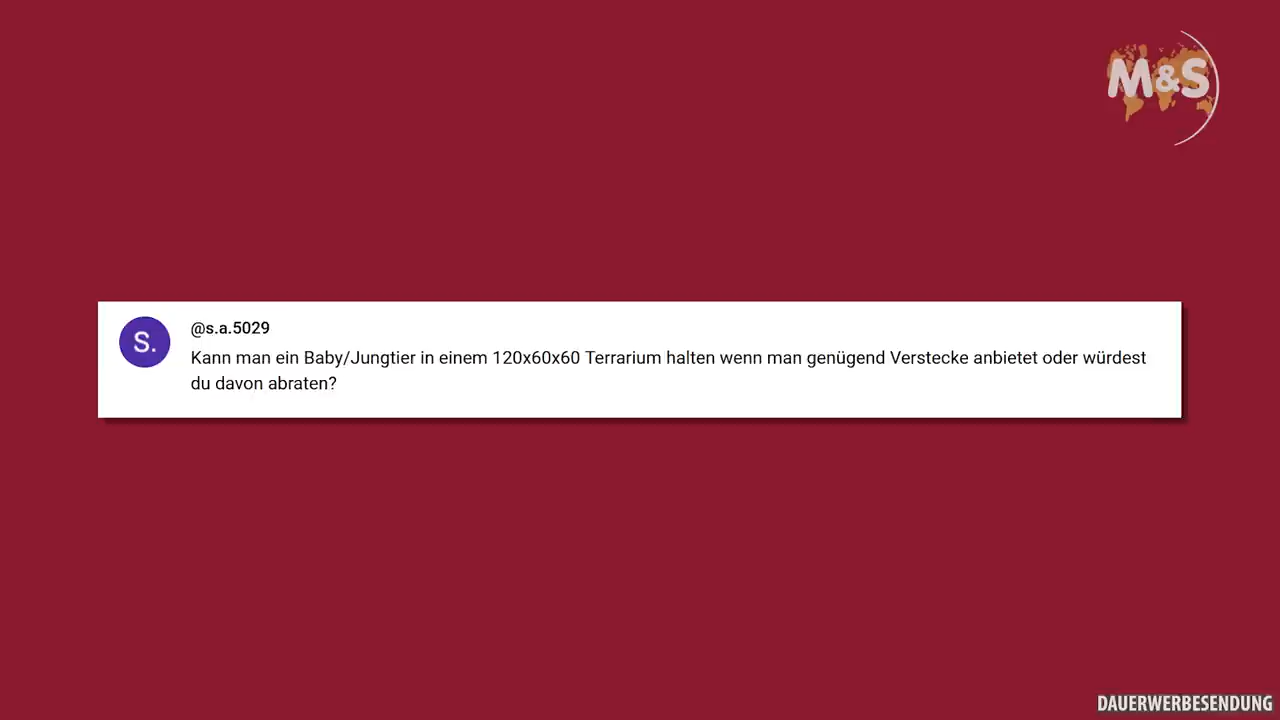 M&S
@s.a.5029
S.
Kann man ein Baby/Jungtier in einem 120x60x60 Terrarium halten wenn man genügend Verstecke anbietet oder würdest
du davon abraten?
DAUERWERBESENDUNG